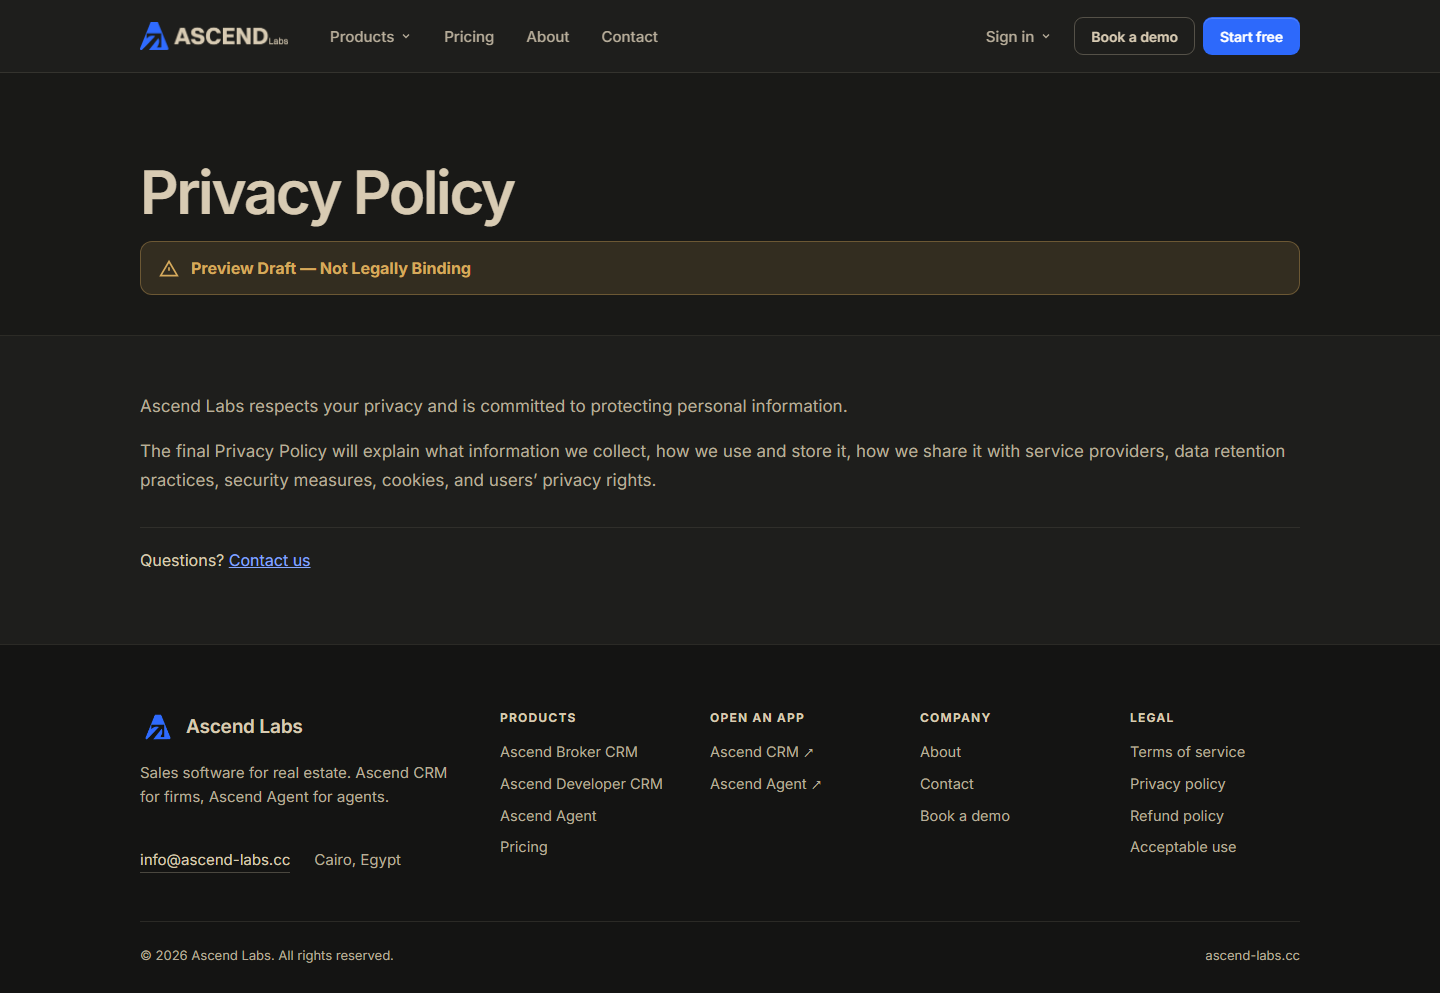 ASCEND Labs
Products
Pricing
About
Contact
Sign in
Book a demo
Start free
Privacy Policy
Preview Draft — Not Legally Binding
Ascend Labs respects your privacy and is committed to protecting personal information.
The final Privacy Policy will explain what information we collect, how we use and store it, how we share it with service providers, data retention
practices, security measures, cookies, and users’ privacy rights.
Questions? Contact us
Ascend Labs
Sales software for real estate. Ascend CRM
for firms, Ascend Agent for agents.
info@ascend-labs.cc
Cairo, Egypt
PRODUCTS
Ascend Broker CRM
Ascend Developer CRM
Ascend Agent
Pricing
OPEN AN APP
Ascend CRM ↗
Ascend Agent ↗
COMPANY
About
Contact
Book a demo
LEGAL
Terms of service
Privacy policy
Refund policy
Acceptable use
© 2026 Ascend Labs. All rights reserved.
ascend-labs.cc